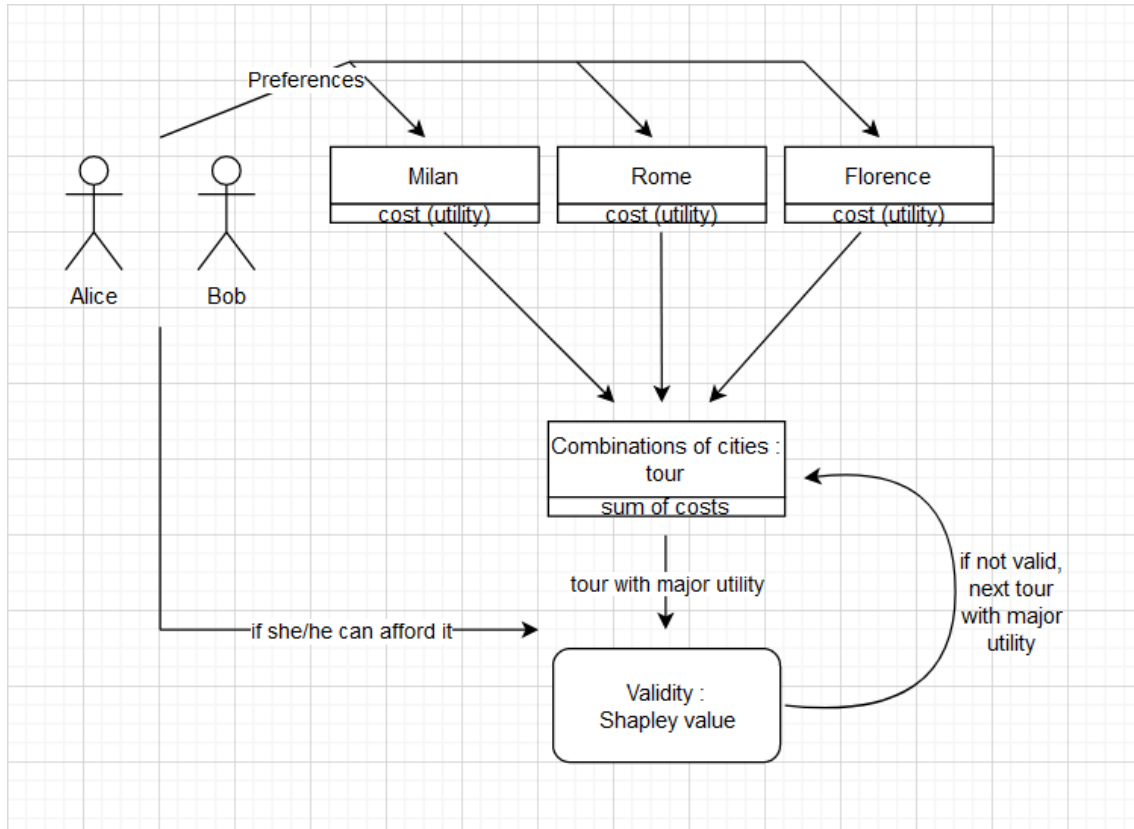 Preferences
Milan
Rome
Florence
cost (utility)
cost (utility)
cost (utility)
Alice
Bob
Combinations of cities :
tour
sum of costs
tour with major utility
if not valid,
next tour
with major
utility
if she/he can afford it
Validity :
Shapley value